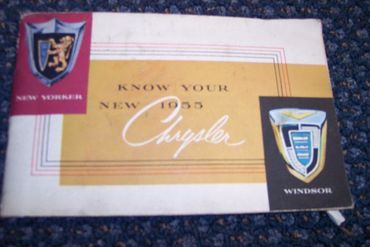 NEW YORKER
KNOW YOUR
NEW 1955
Chrysler
WINDSOR